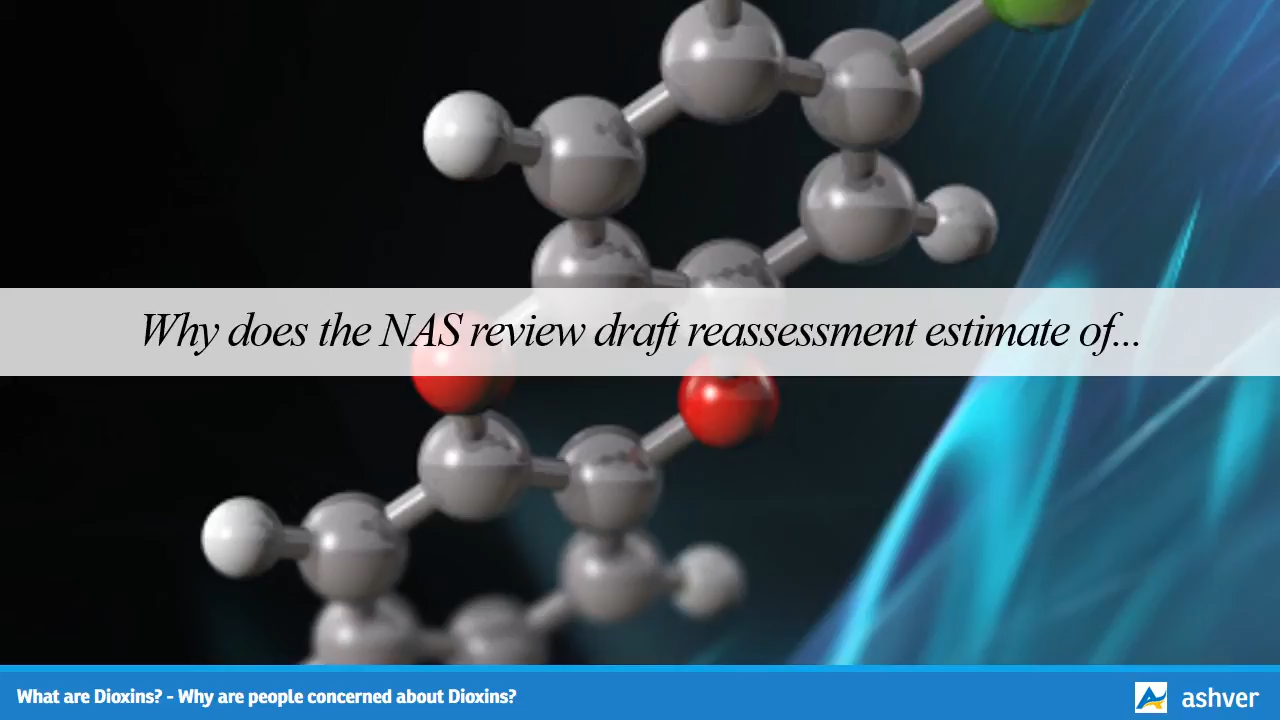 Why does the NAS review draft reassessment estimate of...
What are Dioxins? - Why are people concerned about Dioxins?
ashver